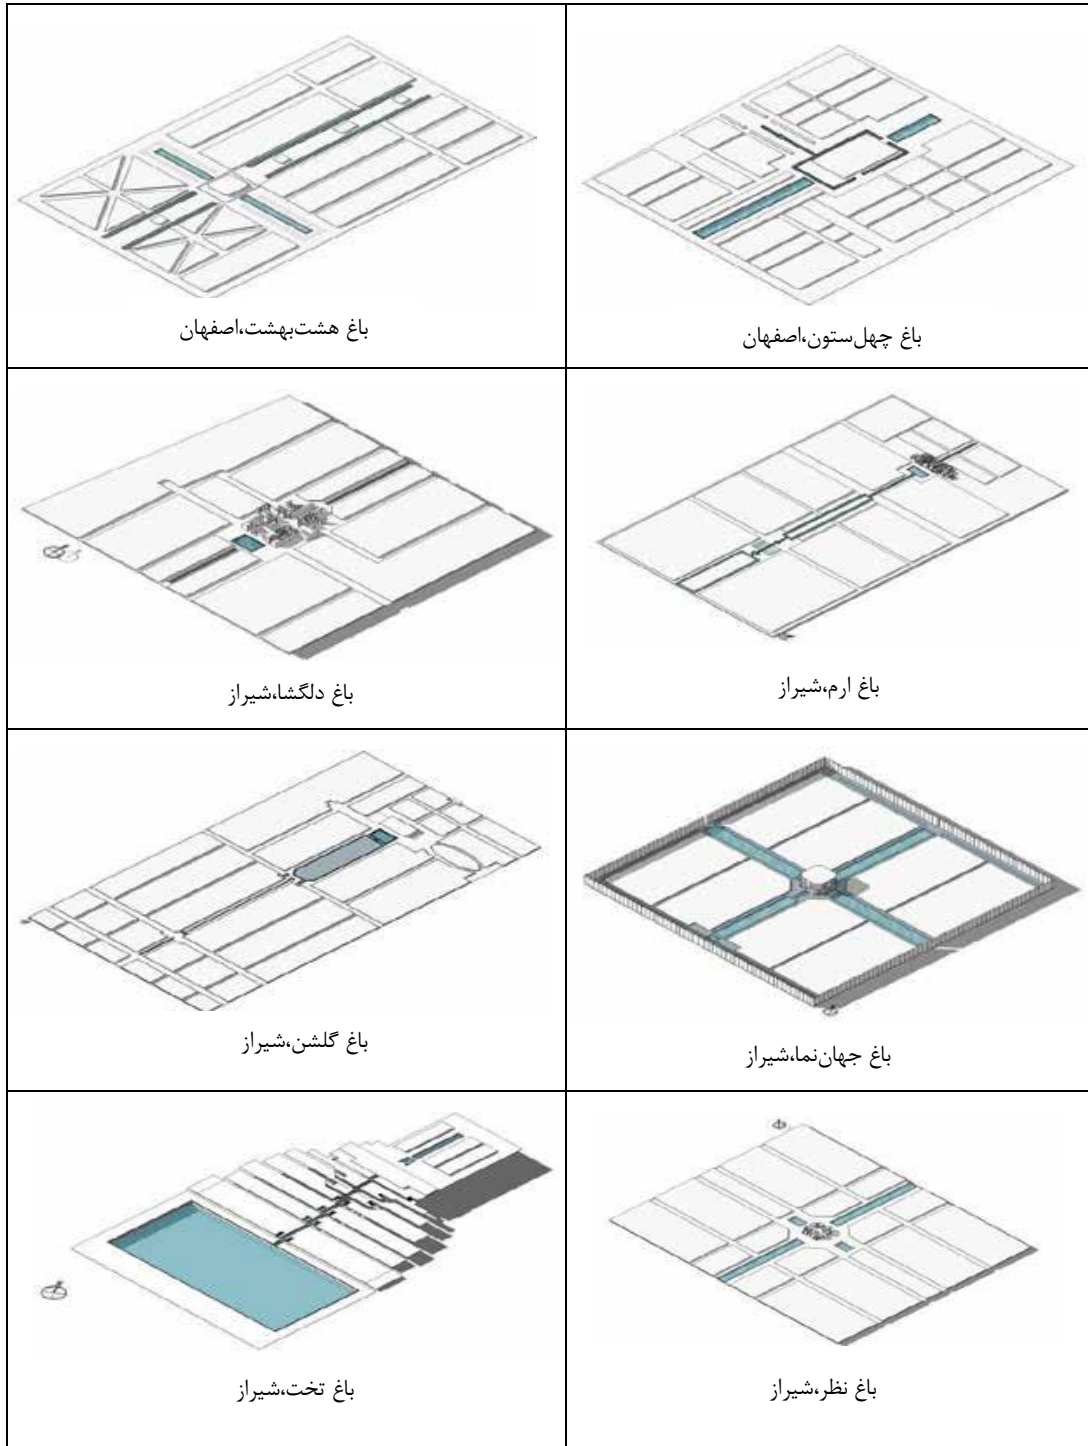 باغ چهل‌ستون،اصفهان
باغ هشت‌بهشت،اصفهان
باغ ارم،شیراز
باغ دلگشا،شیراز
باغ جهان‌نما،شیراز
باغ گلشن،شیراز
باغ نظر،شیراز
باغ تخت،شیراز